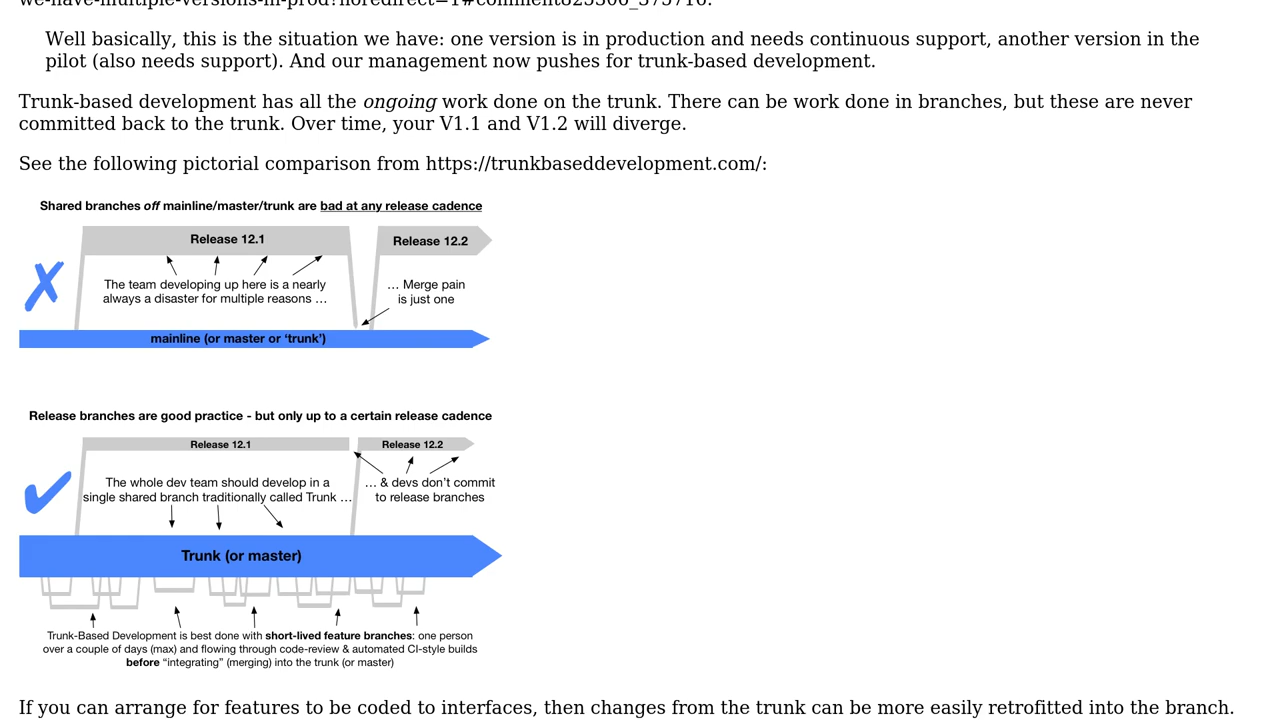 we-have-multiple-versions-in-prod?noredirect=1#comment823306_373716:
Well basically, this is the situation we have: one version is in production and needs continuous support, another version in the
pilot (also needs support). And our management now pushes for trunk-based development.
Trunk-based development has all the ongoing work done on the trunk. There can be work done in branches, but these are never
committed back to the trunk. Over time, your V1.1 and V1.2 will diverge.
See the following pictorial comparison from https://trunkbaseddevelopment.com/:
Shared branches off mainline/master/trunk are bad at any release cadence
Release 12.1
Release 12.2
The team developing up here is a nearly
always a disaster for multiple reasons …
… Merge pain
is just one
mainline (or master or ‘trunk’)
Release branches are good practice - but only up to a certain release cadence
Release 12.1
Release 12.2
The whole dev team should develop in a
single shared branch traditionally called Trunk …
… & devs don’t commit
to release branches
Trunk (or master)
Trunk-Based Development is best done with short-lived feature branches: one person
over a couple of days (max) and flowing through code-review & automated CI-style builds
before “integrating” (merging) into the trunk (or master)
If you can arrange for features to be coded to interfaces, then changes from the trunk can be more easily retrofitted into the branch.